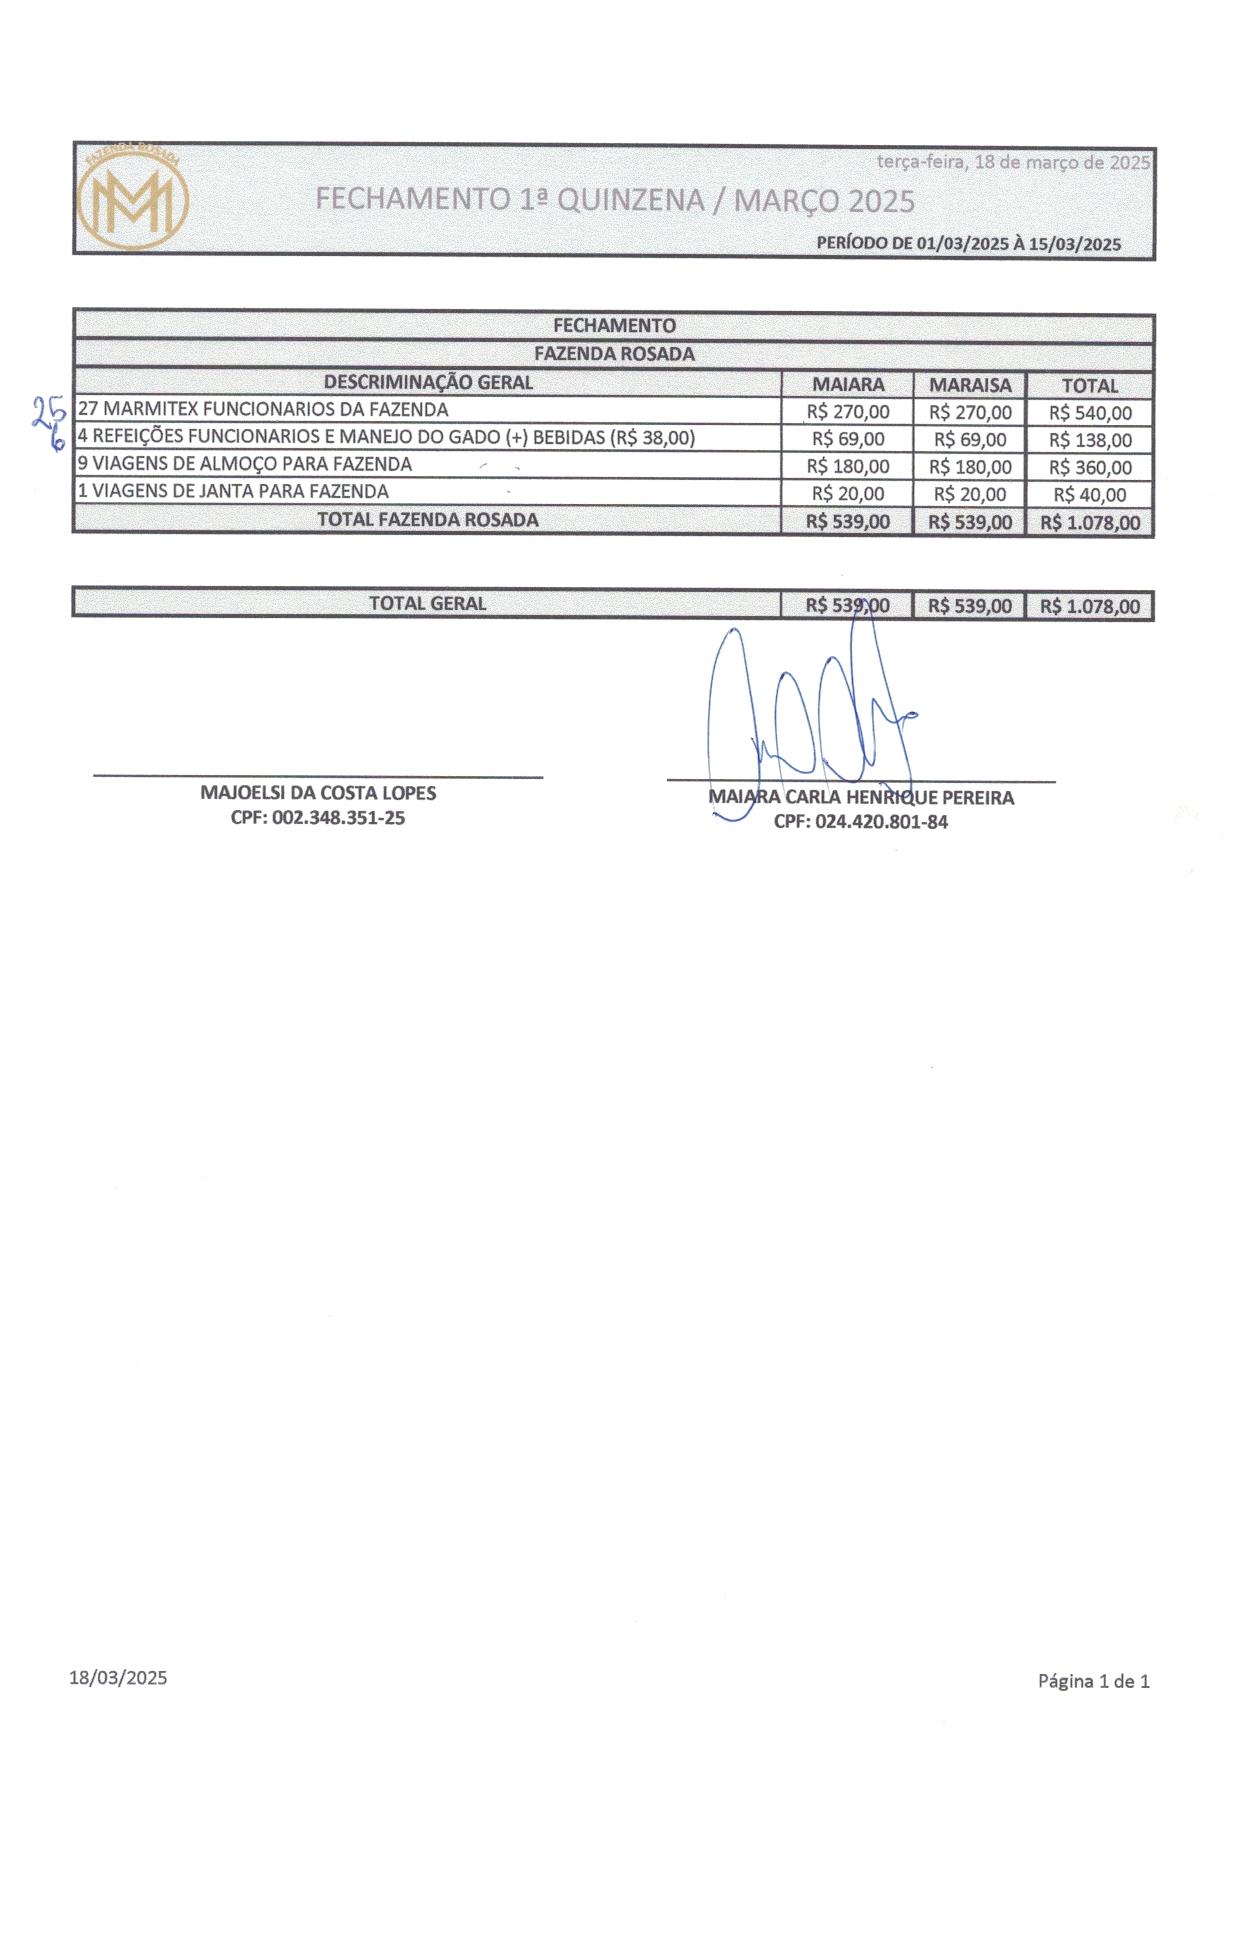 FAZENDA ROSADA
MM
terça-feira, 18 de março de 2025
FECHAMENTO 1ª QUINZENA / MARÇO 2025
PERÍODO DE 01/03/2025 À 15/03/2025
FECHAMENTO
FAZENDA ROSADA
DESCRIMINAÇÃO GERAL MAIARA MARAISA TOTAL
25 27 MARMITEX FUNCIONARIOS DA FAZENDA R$ 270,00 R$ 270,00 R$ 540,00
6 4 REFEIÇÕES FUNCIONARIOS E MANEJO DO GADO (+) BEBIDAS (R$ 38,00) R$ 69,00 R$ 69,00 R$ 138,00
9 VIAGENS DE ALMOÇO PARA FAZENDA R$ 180,00 R$ 180,00 R$ 360,00
1 VIAGENS DE JANTA PARA FAZENDA R$ 20,00 R$ 20,00 R$ 40,00
TOTAL FAZENDA ROSADA R$ 539,00 R$ 539,00 R$ 1.078,00
TOTAL GERAL R$ 539,00 R$ 539,00 R$ 1.078,00
MAJOELSI DA COSTA LOPES MAIARA CARLA HENRIQUE PEREIRA
CPF: 002.348.351-25 CPF: 024.420.801-84
18/03/2025 Página 1 de 1